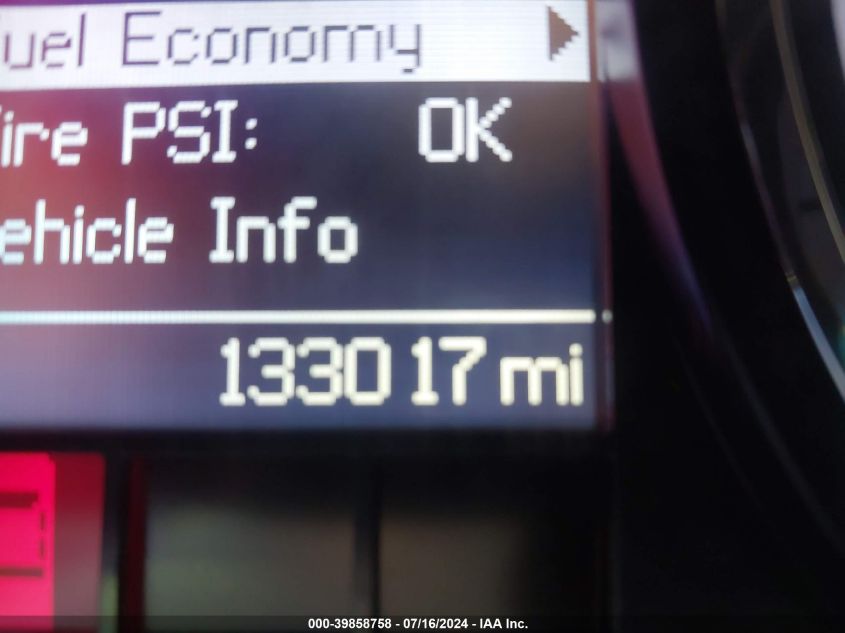 uel Economy
ire PSI: OK
ehicle Info
133017 mi
000-39858758 - 07/16/2024 - IAA Inc.